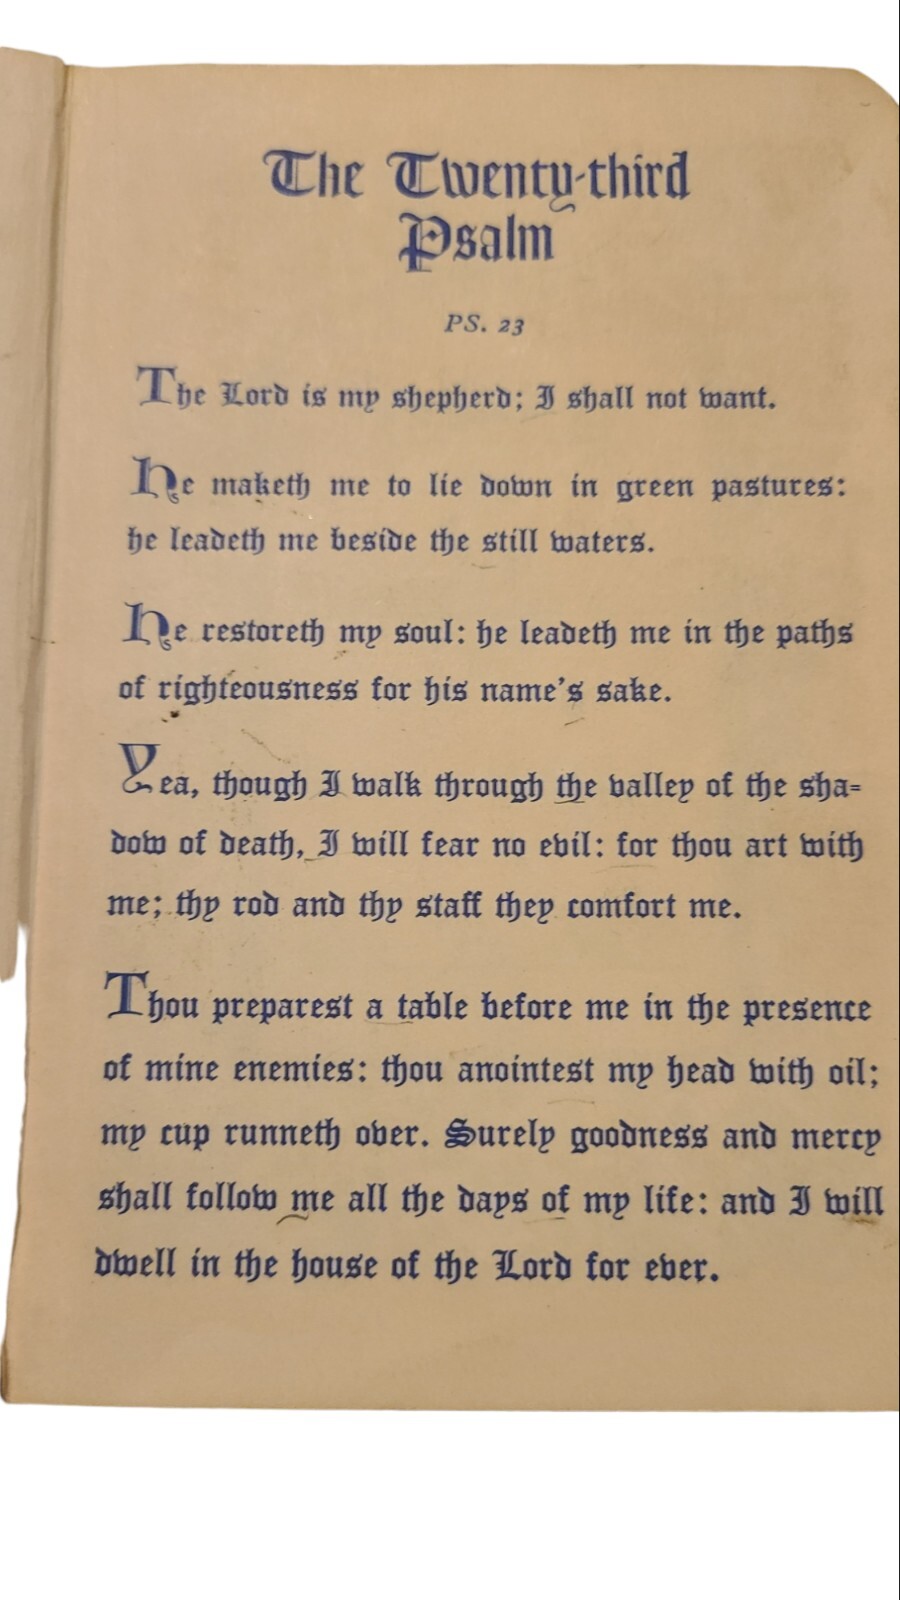 The Twenty-third
Psalm
PS. 23
The Lord is my shepherd; I shall not want.
He maketh me to lie down in green pastures:
he leadeth me beside the still waters.
He restoreth my soul: he leadeth me in the paths
of righteousness for his name's sake.
Yea, though I walk through the valley of the sha=
dow of death, I will fear no evil: for thou art with
me; thy rod and thy staff they comfort me.
Thou preparest a table before me in the presence
of mine enemies: thou anointest my head with oil;
my cup runneth over. Surely goodness and mercy
shall follow me all the days of my life: and I will
dwell in the house of the Lord for ever.